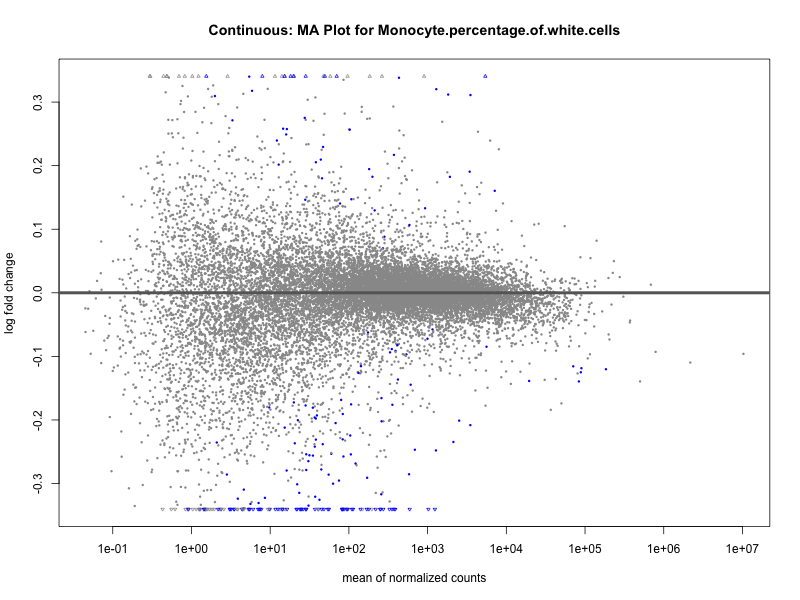 Continuous: MA Plot for Monocyte.percentage.of.white.cells
log fold change
0.3
0.2
0.1
0.0
-0.1
-0.2
-0.3
1e-01 1e+00 1e+01 1e+02 1e+03 1e+04 1e+05 1e+06 1e+07
mean of normalized counts